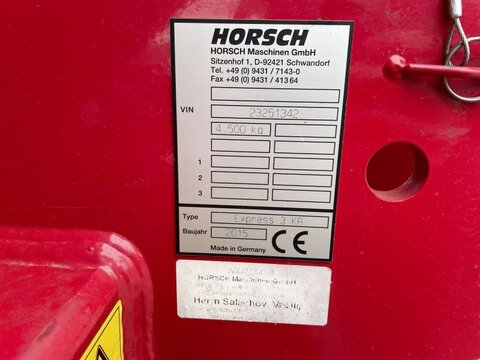 HORSCH
HORSCH Maschinen GmbH
Sitzenhof 1, D-92421 Schwandorf
Tel. +49 (0) 9431 / 7143-0
Fax +49 (0) 9431 / 41364
VIN 23251342
4.500 kg
1
2
3
Type Express 3 KR
Baujahr 2015
Made in Germany CE
HORSCH Maschinen GmbH
Herrn Salachov,